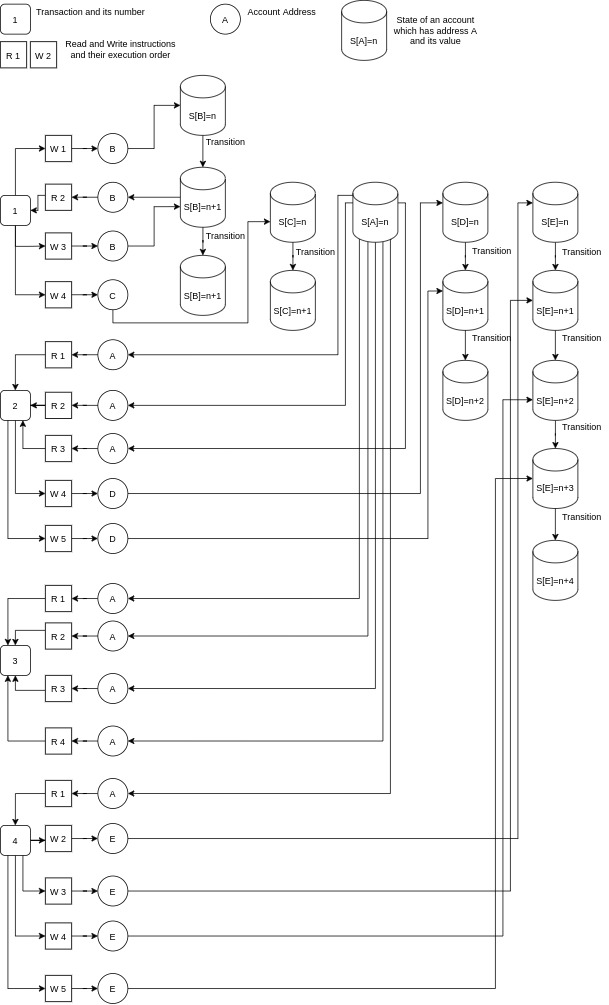 1 Transaction and its number
A Account Address
S[A]=n
State of an account
which has address A
and its value
R 1 W 2
Read and Write instructions
and their execution order
S[B]=n
Transition
W 1 B
1
R 2 B
S[B]=n+1
Transition
W 3 B
S[B]=n+1
W 4 C
S[C]=n
Transition
S[C]=n+1
S[A]=n
S[D]=n
Transition
S[D]=n+1
Transition
S[D]=n+2
S[E]=n
Transition
S[E]=n+1
Transition
S[E]=n+2
Transition
S[E]=n+3
Transition
S[E]=n+4
R 1 A
2
R 2 A
R 3 A
W 4 D
W 5 D
R 1 A
R 2 A
3
R 3 A
R 4 A
R 1 A
4
W 2 E
W 3 E
W 4 E
W 5 E